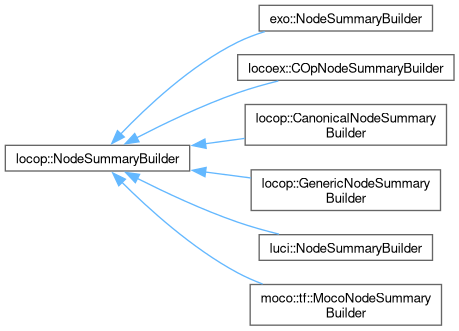 exo::NodeSummaryBuilder
locoex::COpNodeSummaryBuilder
locop::CanonicalNodeSummary
Builder
locop::NodeSummaryBuilder
locop::GenericNodeSummary
Builder
luci::NodeSummaryBuilder
moco::tf::MocoNodeSummary
Builder